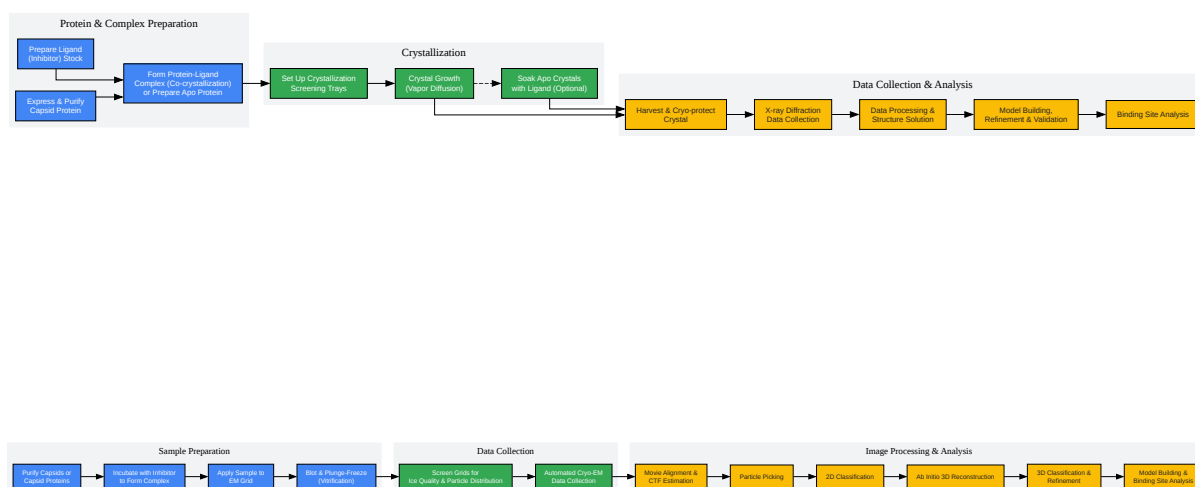 Protein & Complex Preparation
Prepare Ligand
(Inhibitor) Stock
Express & Purify
Capsid Protein
Form Protein-Ligand
Complex (Co-crystallization)
or Prepare Apo Protein
Crystallization
Set Up Crystallization
Screening Trays
Crystal Growth
(Vapor Diffusion)
Soak Apo Crystals
with Ligand (Optional)
Data Collection & Analysis
Harvest & Cryo-protect
Crystal
X-ray Diffraction
Data Collection
Data Processing &
Structure Solution
Model Building,
Refinement & Validation
Binding Site Analysis
Sample Preparation
Purify Capsids or
Capsid Proteins
Incubate with Inhibitor
to Form Complex
Apply Sample to
EM Grid
Blot & Plunge-Freeze
(Vitrification)
Data Collection
Screen Grids for
Ice Quality & Particle Distribution
Automated Cryo-EM
Data Collection
Image Processing & Analysis
Movie Alignment &
CTF Estimation
Particle Picking
2D Classification
Ab Initio 3D Reconstruction
3D Classification &
Refinement
Model Building &
Binding Site Analysis